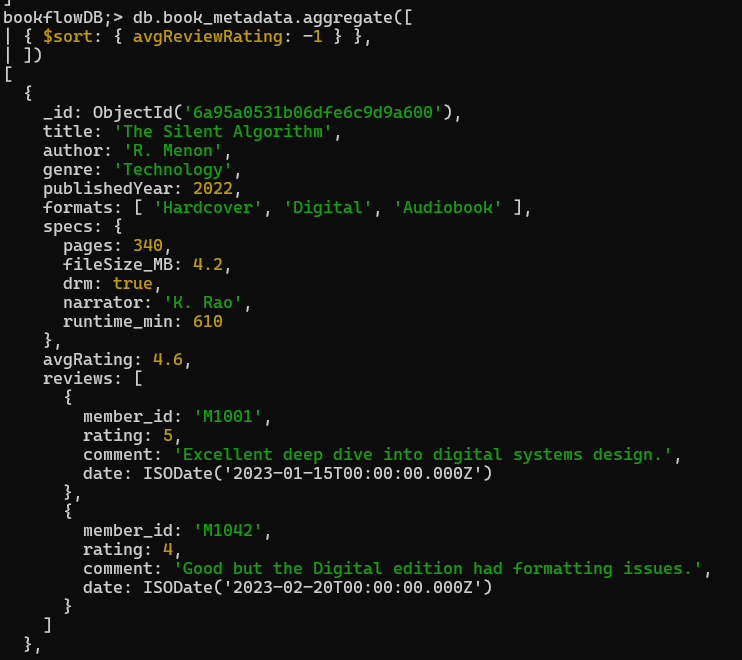 ]
bookflowDB;> db.book_metadata.aggregate([
| { $sort: { avgReviewRating: -1 } },
| ])
[
  {
    _id: ObjectId('6a95a0531b06dfe6c9d9a600'),
    title: 'The Silent Algorithm',
    author: 'R. Menon',
    genre: 'Technology',
    publishedYear: 2022,
    formats: [ 'Hardcover', 'Digital', 'Audiobook' ],
    specs: {
      pages: 340,
      fileSize_MB: 4.2,
      drm: true,
      narrator: 'K. Rao',
      runtime_min: 610
    },
    avgRating: 4.6,
    reviews: [
      {
        member_id: 'M1001',
        rating: 5,
        comment: 'Excellent deep dive into digital systems design.',
        date: ISODate('2023-01-15T00:00:00.000Z')
      },
      {
        member_id: 'M1042',
        rating: 4,
        comment: 'Good but the Digital edition had formatting issues.',
        date: ISODate('2023-02-20T00:00:00.000Z')
      }
    ]
  },